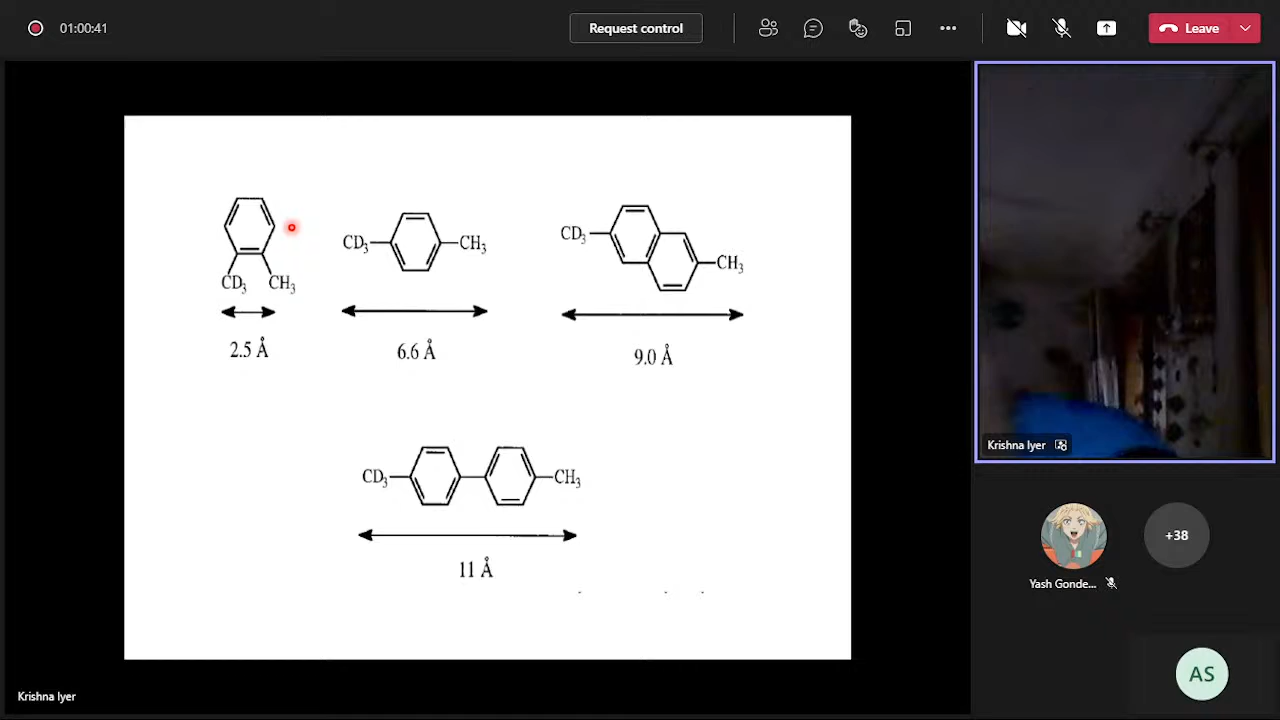 01:00:41
Request control
Leave
CD₃ CH₃
2.5 Å
CD₃ CH₃
6.6 Å
CD₃ CH₃
9.0 Å
CD₃ CH₃
11 Å
Krishna Iyer
Krishna Iyer
Yash Gonde...
+38
AS